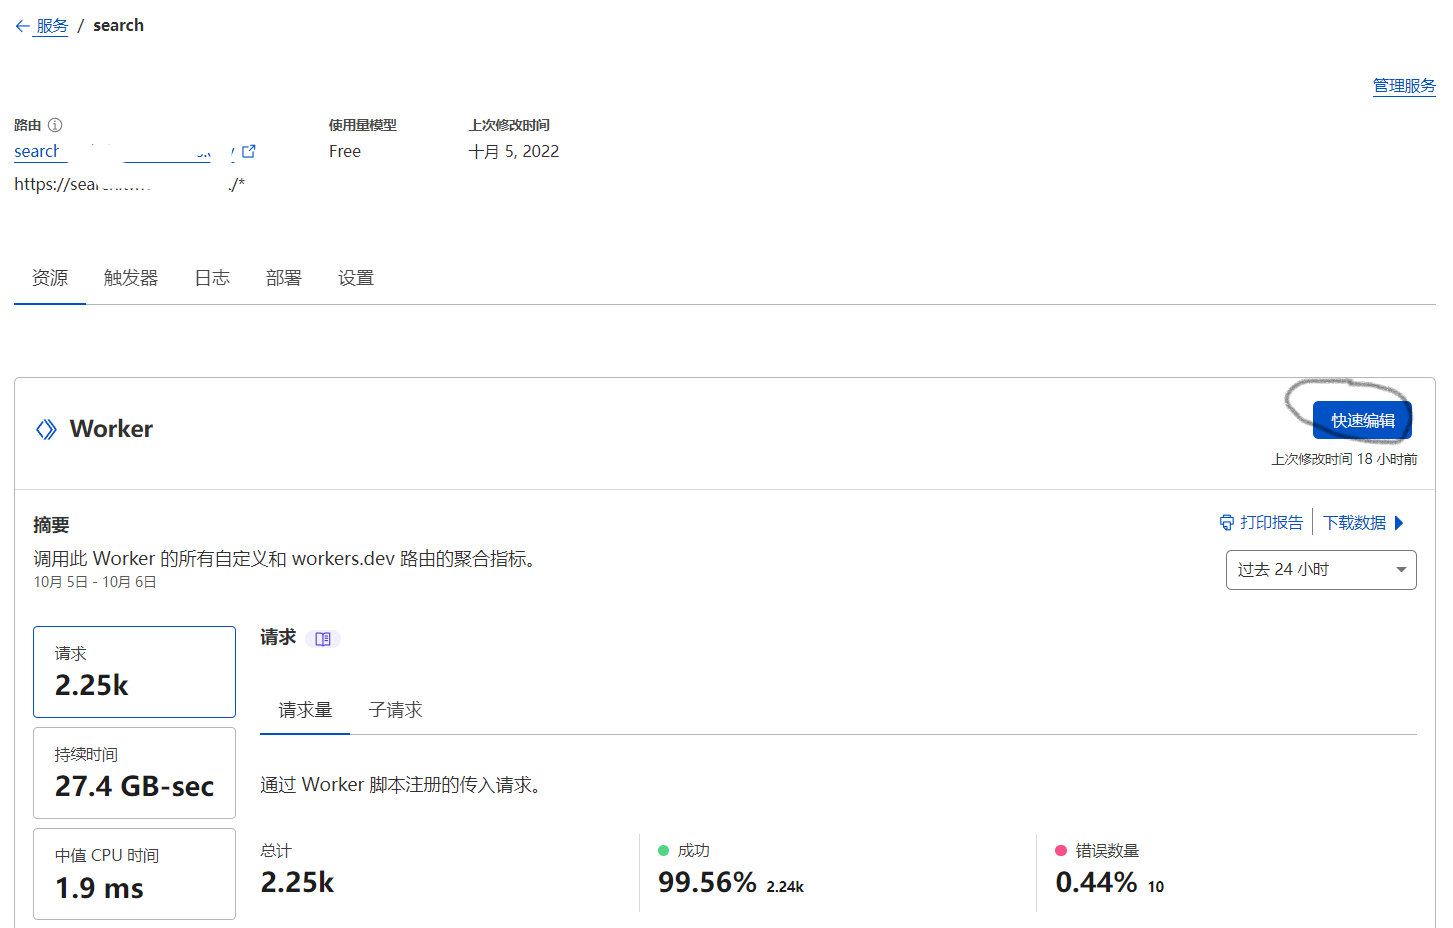 服务 / search
管理服务
路由 使用量模型 上次修改时间
search Free 十月 5, 2022
https://sear /*
资源 触发器 日志 部署 设置
Worker 快速编辑
上次修改时间 18 小时前
摘要 打印报告 下载数据
调用此 Worker 的所有自定义和 workers.dev 路由的聚合指标。
10月 5日 - 10月 6日 过去 24 小时
请求
2.25k
持续时间
27.4 GB-sec
中值 CPU 时间
1.9 ms
请求
请求量 子请求
通过 Worker 脚本注册的传入请求。
总计 成功 错误数量
2.25k 99.56% 2.24k 0.44% 10